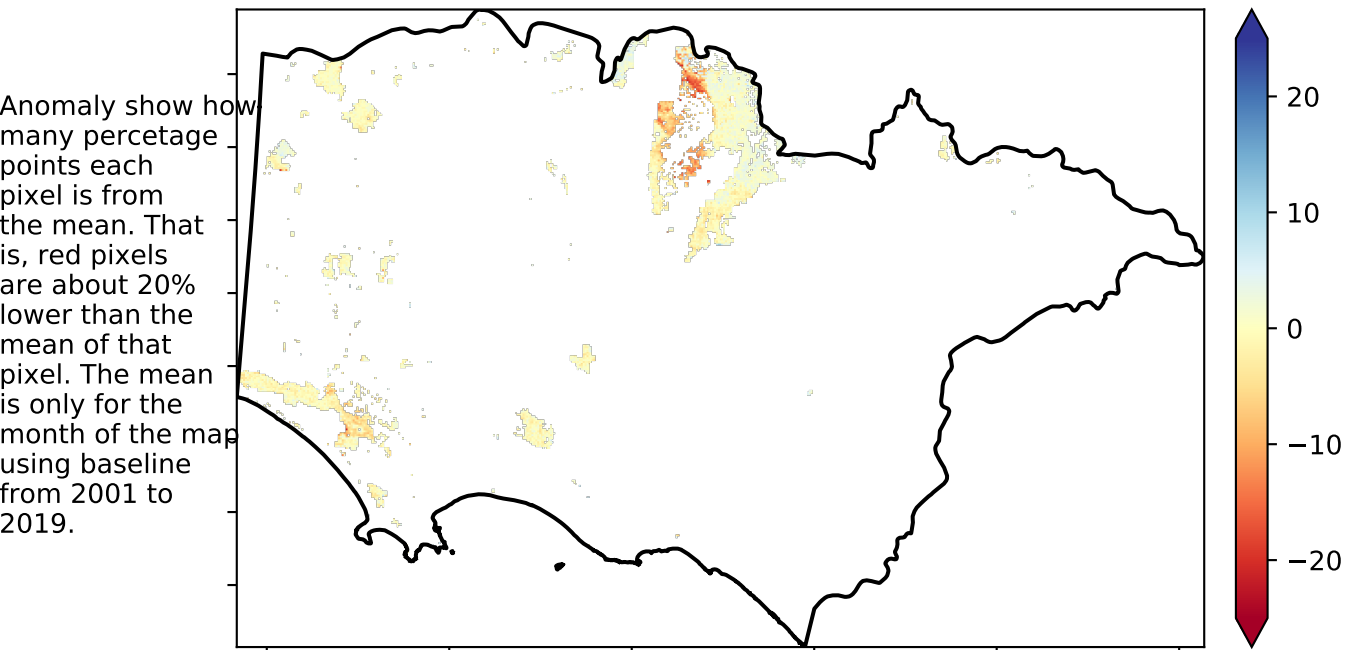 Anomaly show how
many percetage
points each
pixel is from
the mean. That
is, red pixels
are about 20%
lower than the
mean of that
pixel. The mean
is only for the
month of the map
using baseline
from 2001 to
2019.
20
10
0
−10
−20